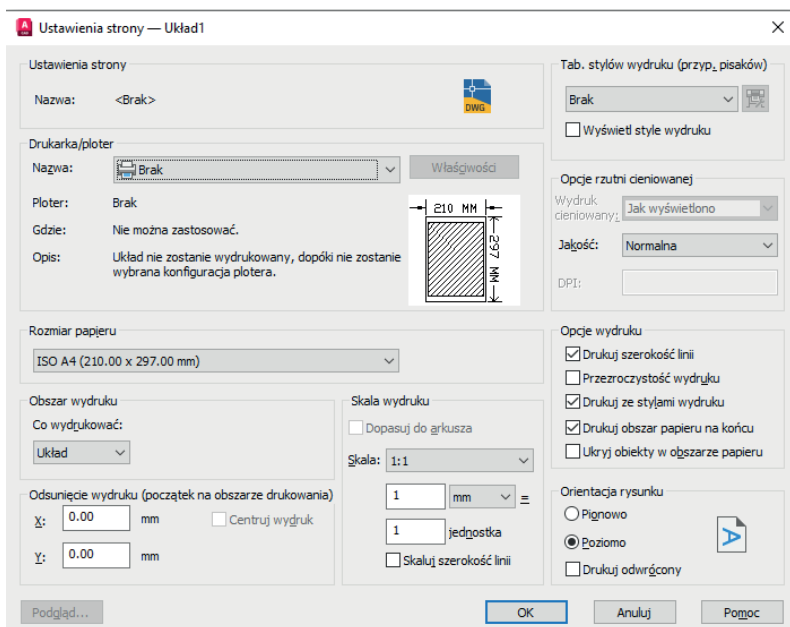 Ustawienia strony — Układ1
Ustawienia strony
Nazwa: <Brak>
DWG
Drukarka/ploter
Nazwa: Brak
Właściwości
Ploter: Brak
Gdzie: Nie można zastosować.
Opis: Układ nie zostanie wydrukowany, dopóki nie zostanie
wybrana konfiguracja plotera.
210 MM
297 MM
Rozmiar papieru
ISO A4 (210.00 x 297.00 mm)
Obszar wydruku
Co wydrukować:
Układ
Odsunięcie wydruku (początek na obszarze drukowania)
X: 0.00 mm
Centruj wydruk
Y: 0.00 mm
Skala wydruku
Dopasuj do arkusza
Skala: 1:1
1 mm =
1 jednostka
Skaluj szerokość linii
Tab. stylów wydruku (przyp. pisaków)
Brak
Wyświetl style wydruku
Opcje rzutni cieniowanej
Wydruk
cieniowany: Jak wyświetlono
Jakość: Normalna
DPI:
Opcje wydruku
Drukuj szerokość linii
Przezroczystość wydruku
Drukuj ze stylami wydruku
Drukuj obszar papieru na końcu
Ukryj obiekty w obszarze papieru
Orientacja rysunku
Pionowo
Poziomo
A
Drukuj odwrócony
Podgląd...
OK
Anuluj
Pomoc